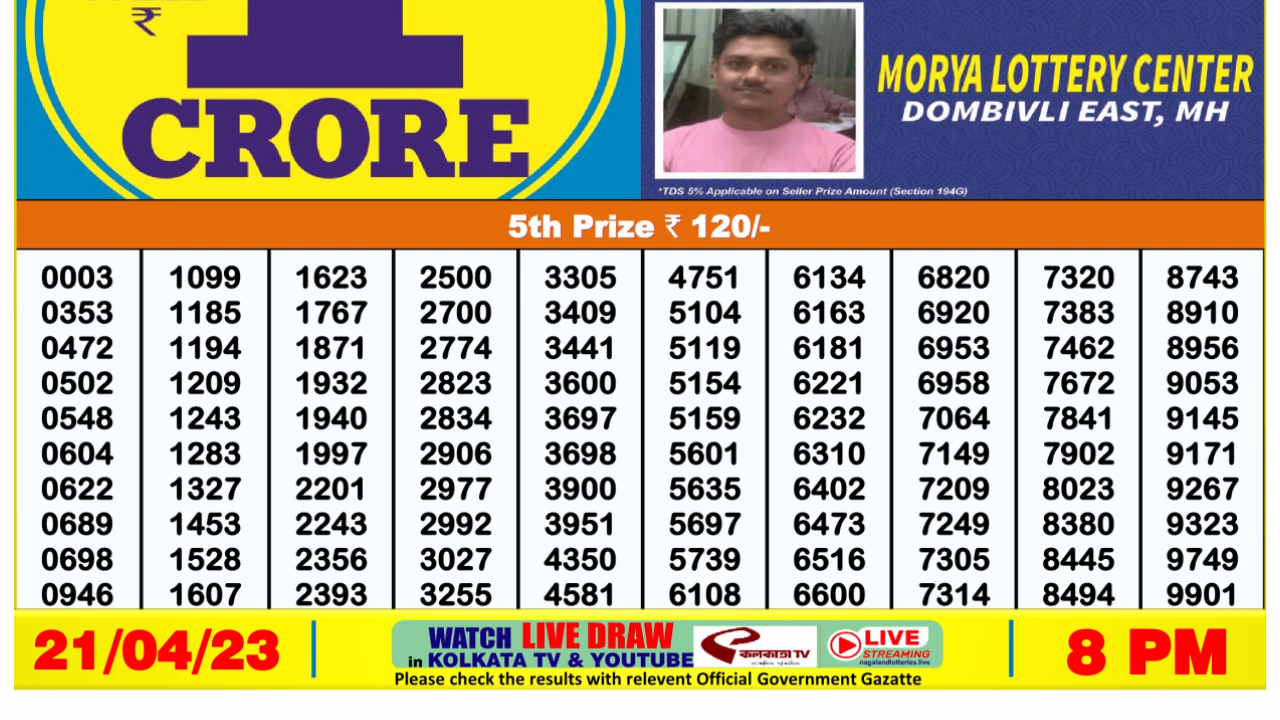 ₹ 1
CRORE
MORYA LOTTERY CENTER
DOMBIVLI EAST, MH
*TDS 5% Applicable on Seller Prize Amount (Section 194G)
5th Prize ₹ 120/-
0003 1099 1623 2500 3305 4751 6134 6820 7320 8743
0353 1185 1767 2700 3409 5104 6163 6920 7383 8910
0472 1194 1871 2774 3441 5119 6181 6953 7462 8956
0502 1209 1932 2823 3600 5154 6221 6958 7672 9053
0548 1243 1940 2834 3697 5159 6232 7064 7841 9145
0604 1283 1997 2906 3698 5601 6310 7149 7902 9171
0622 1327 2201 2977 3900 5635 6402 7209 8023 9267
0689 1453 2243 2992 3951 5697 6473 7249 8380 9323
0698 1528 2356 3027 4350 5739 6516 7305 8445 9749
0946 1607 2393 3255 4581 6108 6600 7314 8494 9901
21/04/23
WATCH LIVE DRAW
in KOLKATA TV & YOUTUBE
কলকাতা TV
LIVE
STREAMING
nagalandlotteries.live
Please check the results with relevent Official Government Gazatte
8 PM